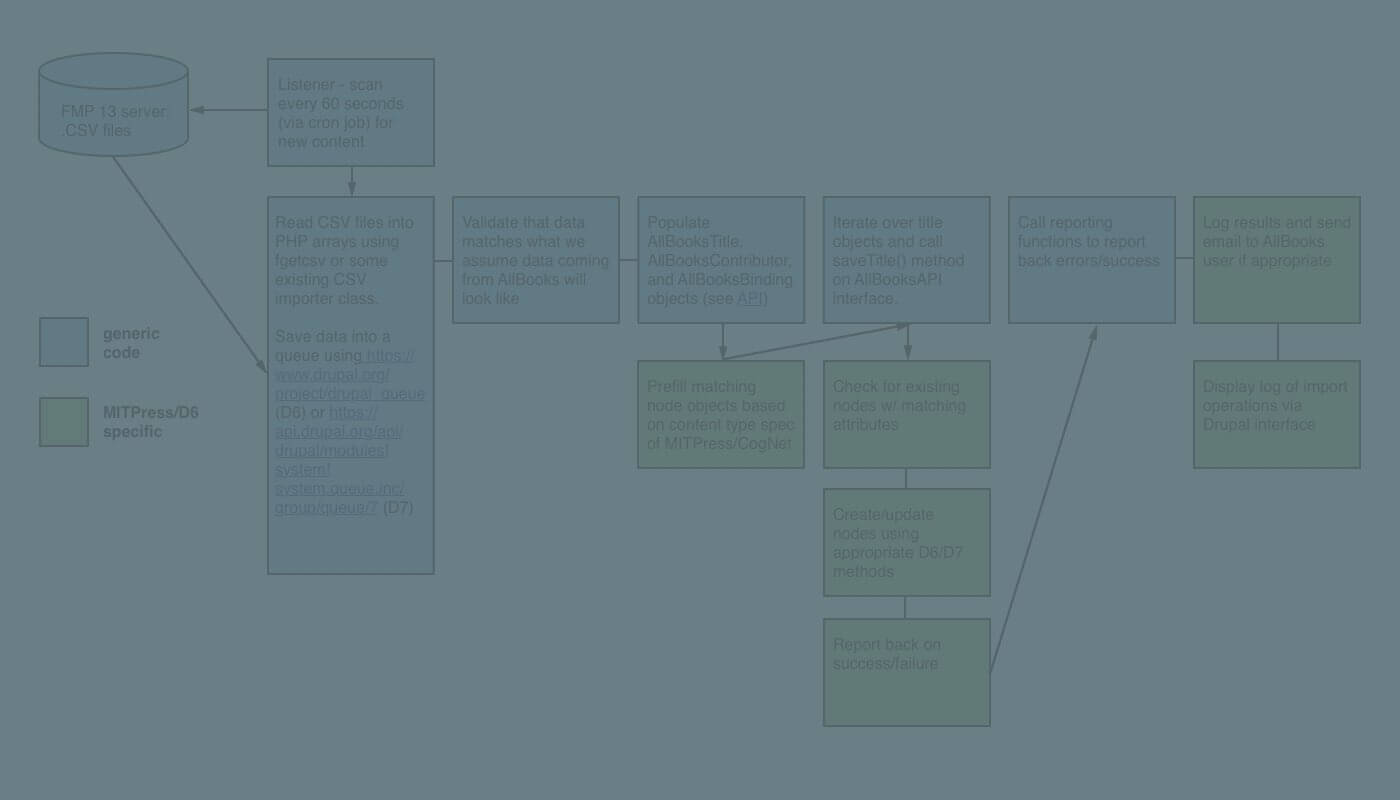 FMP 13 server:
.CSV files
Listener - scan
every 60 seconds
(via cron job) for
new content
Read CSV files into
PHP arrays using
fgetcsv or some
existing CSV
importer class.
Save data into a
queue using https://
www.drupal.org/
project/drupal_queue
(D6) or https://
api.drupal.org/api/
drupal/modules!
system!
system.queue.inc/
group/queue/7 (D7)
Validate that data
matches what we
assume data coming
from AllBooks will
look like
Populate
AllBooksTitle,
AllBooksContributor,
and AllBooksBinding
objects (see API)
Iterate over title
objects and call
saveTitle() method
on AllBooksAPI
interface.
Call reporting
functions to report
back errors/success
Log results and send
email to AllBooks
user if appropriate
generic
code
MITPress/D6
specific
Prefill matching
node objects based
on content type spec
of MITPress/CogNet
Check for existing
nodes w/ matching
attributes
Display log of import
operations via
Drupal interface
Create/update
nodes using
appropriate D6/D7
methods
Report back on
success/failure